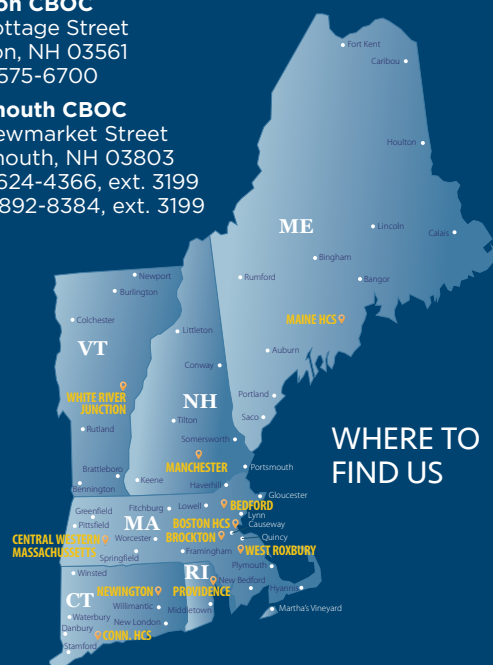 on CBOC
ottage Street
on, NH 03561
575-6700
mouth CBOC
ewmarket Street
mouth, NH 03803
624-4366, ext. 3199
892-8384, ext. 3199
Fort Kent
Caribou
Houlton
ME
Lincoln
Calais
Bingham
Newport
Rumford
Bangor
Burlington
Colchester
MAINE HCS
Littleton
VT
Auburn
Conway
WHITE RIVER
JUNCTION
Portland
NH
Saco
Tilton
Rutland
Somersworth
WHERE TO
FIND US
MANCHESTER
Portsmouth
Brattleboro
Keene
Haverhill
Bennington
Gloucester
Fitchburg
Lowell
BEDFORD
Greenfield
Lynn
MA
BOSTON HCS
Causeway
Pittsfield
BROCKTON
Quincy
CENTRAL WESTERN
MASSACHUSETTS
Worcester
Framingham
WEST ROXBURY
Springfield
Plymouth
RI
Winsted
New Bedford
NEWINGTON
PROVIDENCE
Hyannis
CT
Willimantic
Middletown
Martha's Vineyard
Waterbury
New London
Danbury
CONN. HCS
Stamford